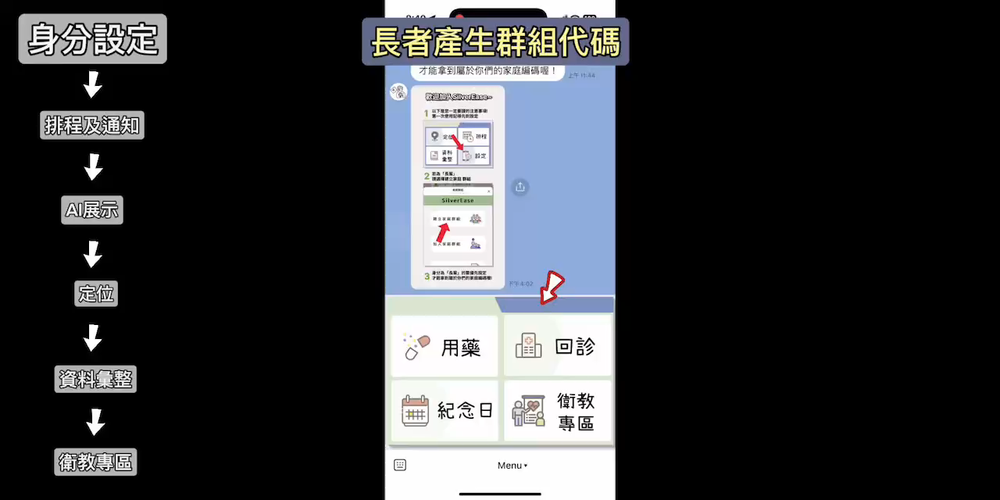 身分設定
排程及通知
AI展示
定位
資料彙整
衛教專區
長者產生群組代碼
才能拿到屬於你們的家庭編碼喔！
上午 11:44
歡迎加入SilverEase~
1 以下是您一定要讀的注意事項!
第一次使用記得先到設定
定位
排程
資料
彙整
設定
2 若為「長輩」
請選擇建立家庭 群組
SilverEase
建立家庭群組
加入家庭群組
3 身分為「長輩」的要優先設定
才能拿到屬於你們的家庭編碼喔!
下午 4:02
用藥
回診
紀念日
衛教
專區
Menu